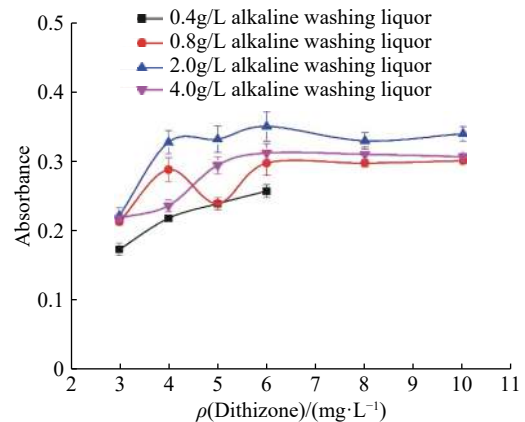 0.4g/L alkaline washing liquor
0.8g/L alkaline washing liquor
2.0g/L alkaline washing liquor
4.0g/L alkaline washing liquor
Absorbance
0.5
0.4
0.3
0.2
0.1
0
2 3 4 5 6 7 8 9 10 11
ρ(Dithizone)/(mg·L⁻¹)